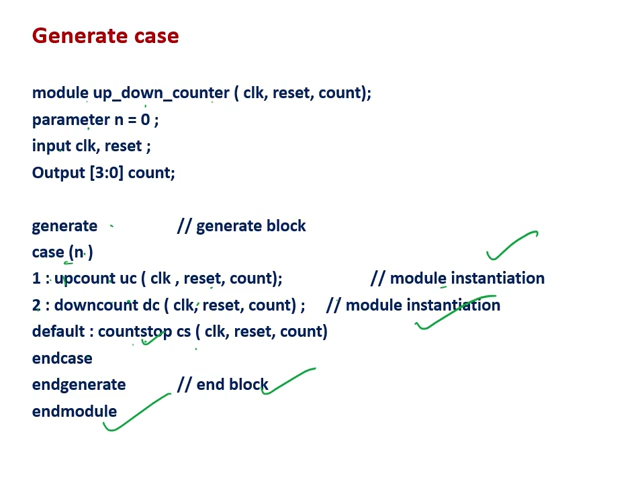 Generate case
module up_down_counter ( clk, reset, count);
parameter n = 0 ;
input clk, reset ;
Output [3:0] count;
generate // generate block
case (n )
1 : upcount uc ( clk , reset, count); // module instantiation
2 : downcount dc ( clk, reset, count) ; // module instantiation
default : countstop cs ( clk, reset, count)
endcase
endgenerate // end block
endmodule